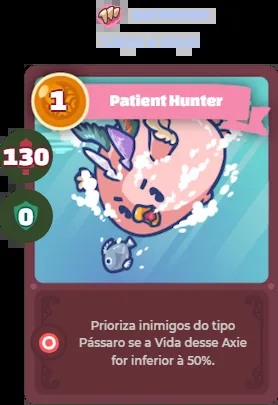 1
Patient Hunter
130
0
Prioriza inimigos do tipo
Pássaro se a Vida desse Axie
for inferior à 50%.